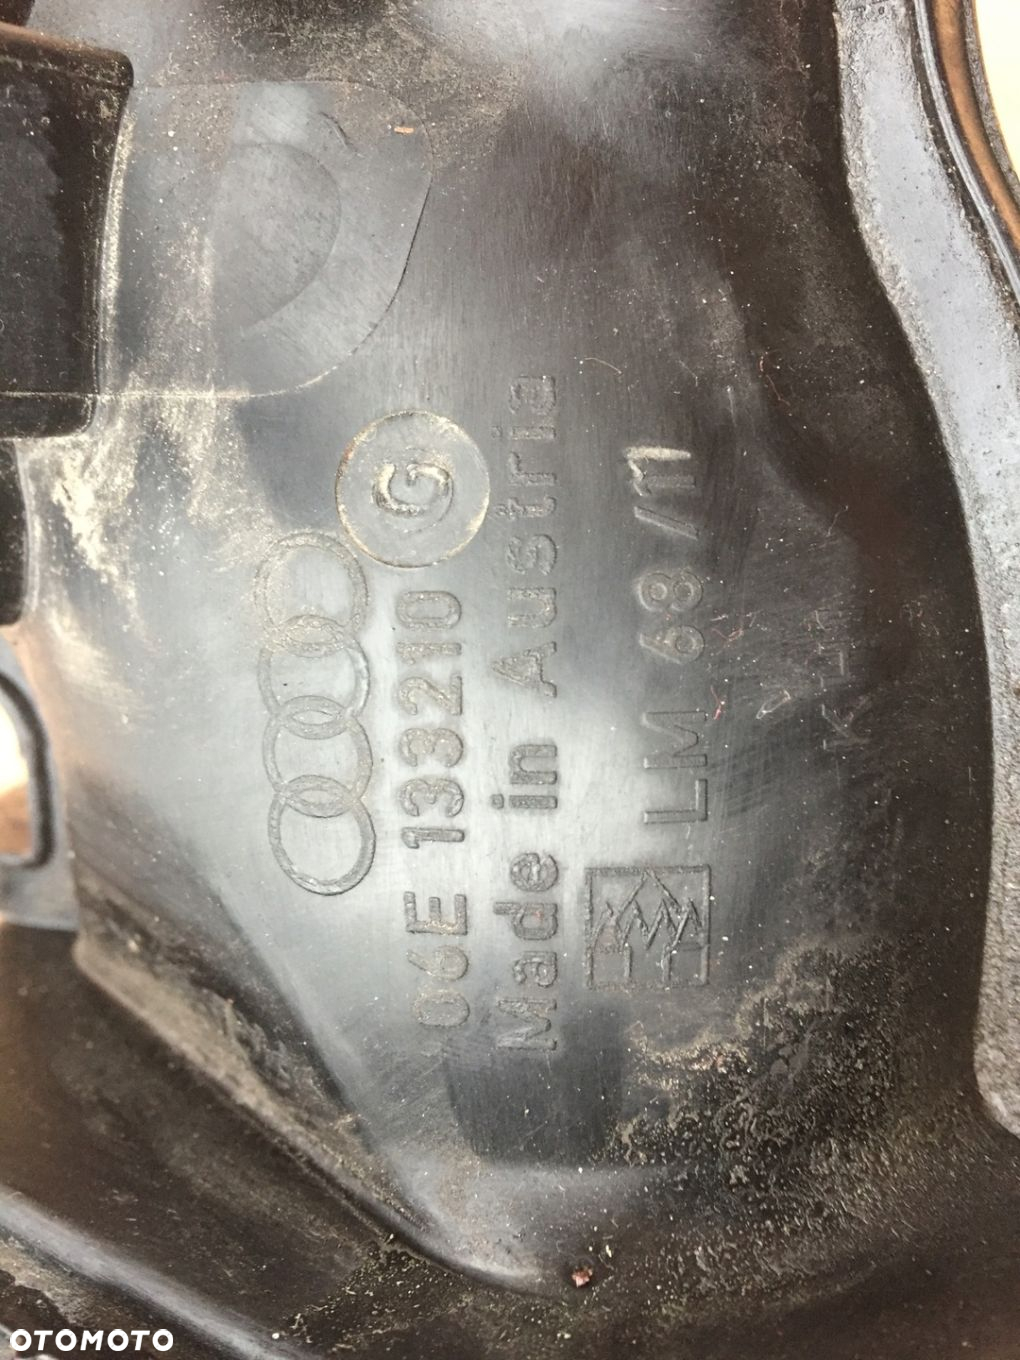 06E 133210 G
Made in Austria
LM 68/11
OTOMOTO